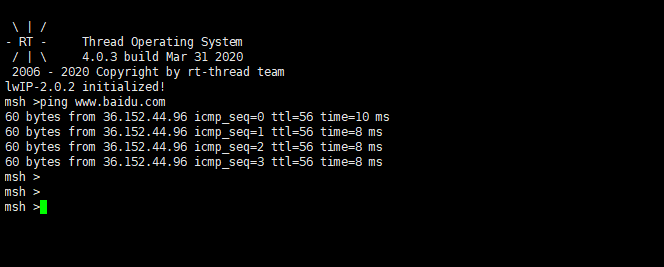 \ | /
- RT -     Thread Operating System
/ | \     4.0.3 build Mar 31 2020
2006 - 2020 Copyright by rt-thread team
lwIP-2.0.2 initialized!
msh >ping www.baidu.com
60 bytes from 36.152.44.96 icmp_seq=0 ttl=56 time=10 ms
60 bytes from 36.152.44.96 icmp_seq=1 ttl=56 time=8 ms
60 bytes from 36.152.44.96 icmp_seq=2 ttl=56 time=8 ms
60 bytes from 36.152.44.96 icmp_seq=3 ttl=56 time=8 ms
msh >
msh >
msh >